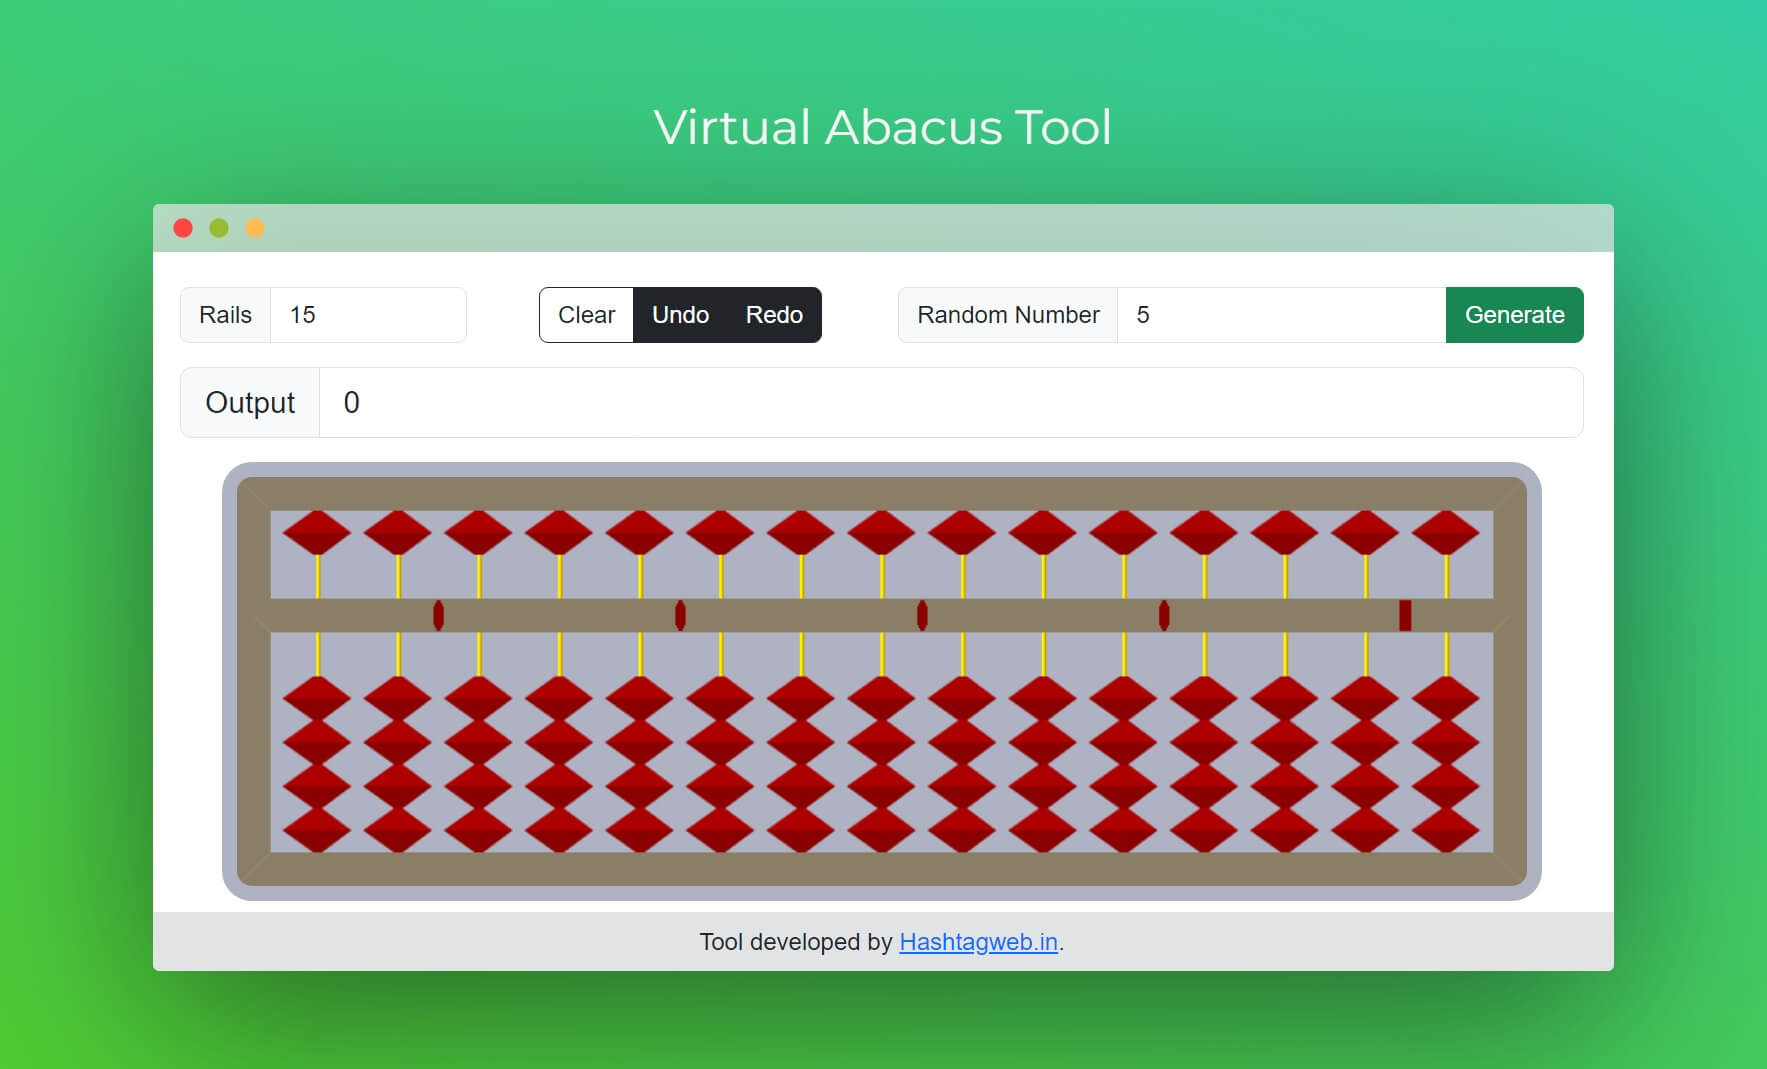 Virtual Abacus Tool
Rails 15 Clear Undo Redo Random Number 5 Generate
Output 0
Tool developed by Hashtagweb.in.